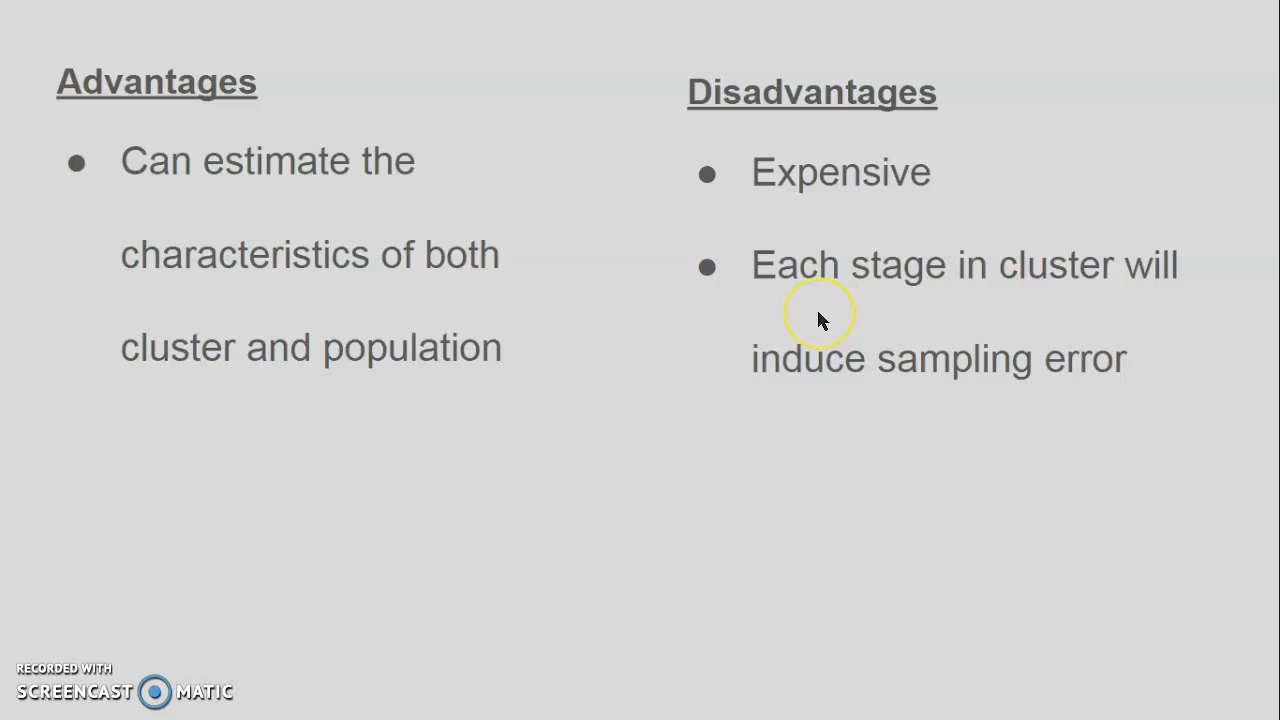 Advantages
● Can estimate the
characteristics of both
cluster and population
Disadvantages
● Expensive
● Each stage in cluster will
induce sampling error
RECORDED WITH
SCREENCAST MATIC